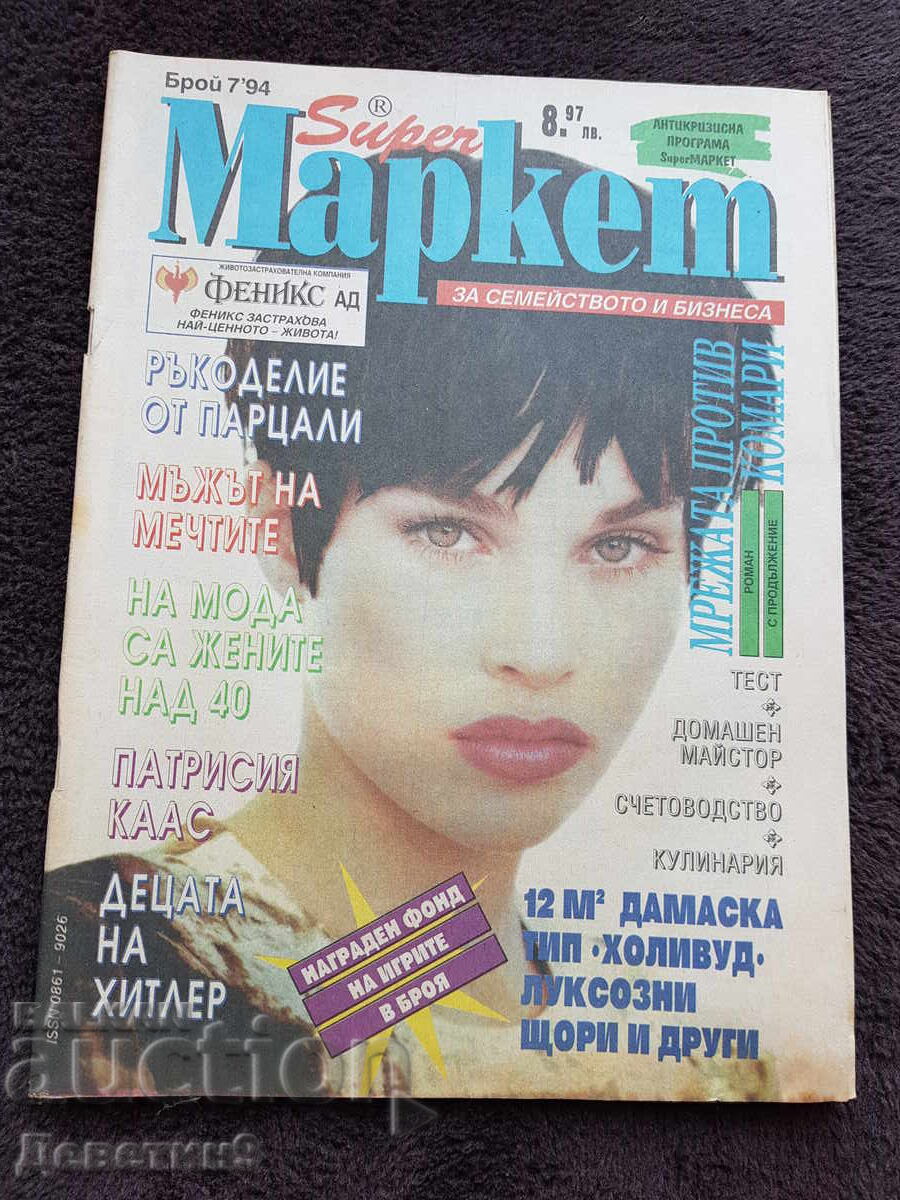 Брой 7'94
Super ®
Маркет
8.97 лв.
АНТИКРИЗИСНА
ПРОГРАМА
SuperМАРКЕТ
ЗА СЕМЕЙСТВОТО И БИЗНЕСА
ЖИВОТОЗАСТРАХОВАТЕЛНА КОМПАНИЯ
ФЕНИКС АД
ФЕНИКС ЗАСТРАХОВА
НАЙ-ЦЕННОТО – ЖИВОТА!
РЪКОДЕЛИЕ
ОТ ПАРЦАЛИ
МЪЖЪТ НА
МЕЧТИТЕ
НА МОДА
СА ЖЕНИТЕ
НАД 40
ПАТРИСИЯ
КААС
ДЕЦАТА
НА
ХИТЛЕР
МРЕЖАТА ПРОТИВ
КОМАРИ
РОМАН
С ПРОДЪЛЖЕНИЕ
ТЕСТ
ДОМАШЕН
МАЙСТОР
СЧЕТОВОДСТВО
КУЛИНАРИЯ
НАГРАДЕН ФОНД
НА ИГРИТЕ
В БРОЯ
12 М² ДАМАСКА
ТИП "ХОЛИВУД"
ЛУКСОЗНИ
ЩОРИ И ДРУГИ
ISSN 0861 – 9026
BALKAN
auction
Деветин9